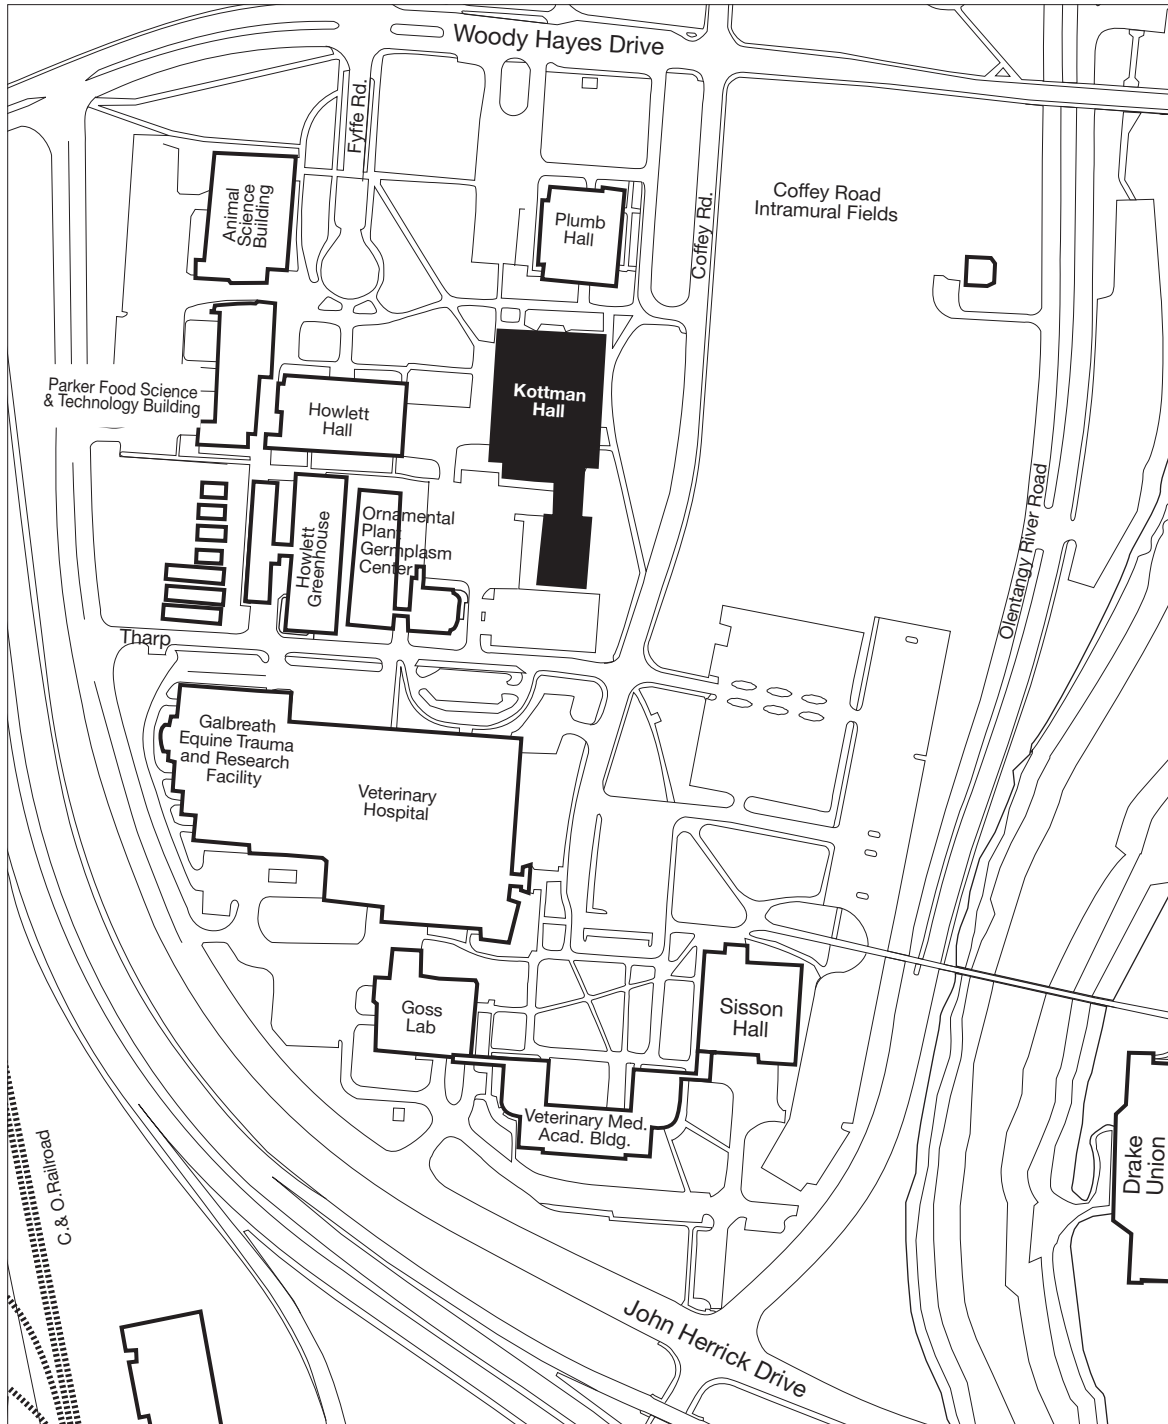 Woody Hayes Drive
Fyffe Rd.
Animal
Science
Building
Plumb
Hall
Coffey Rd.
Coffey Road
Intramural Fields
Parker Food Science
& Technology Building
Howlett
Hall
Kottman
Hall
Howlett
Greenhouse
Ornamental
Plant
Germplasm
Center
Olentangy River Road
Tharp
Galbreath
Equine Trauma
and Research
Facility
Veterinary
Hospital
Goss
Lab
Sisson
Hall
Veterinary Med.
Acad. Bldg.
Drake
Union
C.& O.Railroad
John Herrick Drive